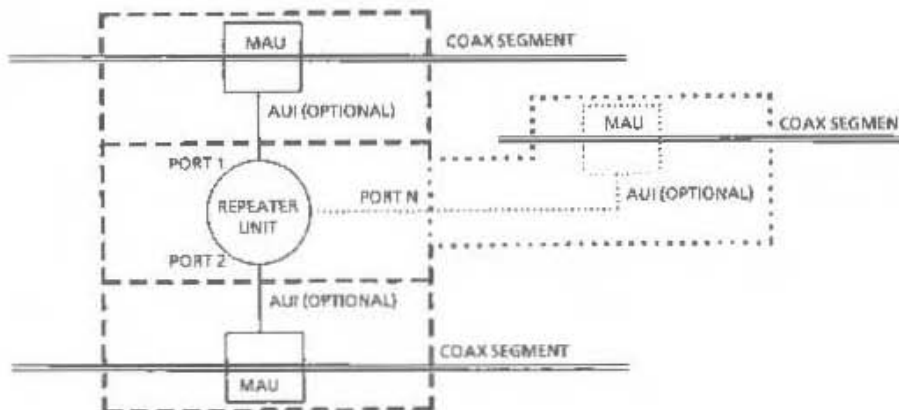 MAU
COAX SEGMENT
AUI (OPTIONAL)
MAU
COAX SEGMEN
PORT 1
REPEATER
UNIT
PORT N
AUI (OPTIONAL)
PORT 2
AUI (OPTIONAL)
COAX SEGMENT
MAU